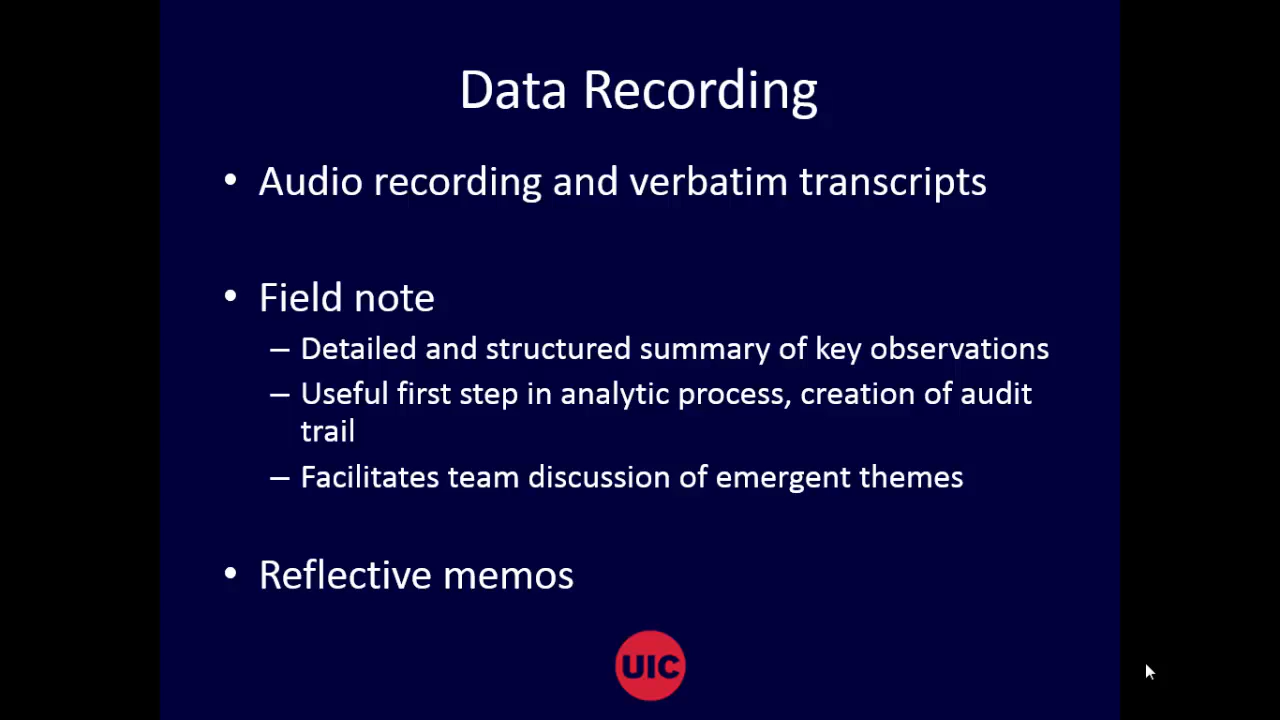 Data Recording
• Audio recording and verbatim transcripts
• Field note
– Detailed and structured summary of key observations
– Useful first step in analytic process, creation of audit
trail
– Facilitates team discussion of emergent themes
• Reflective memos
UIC